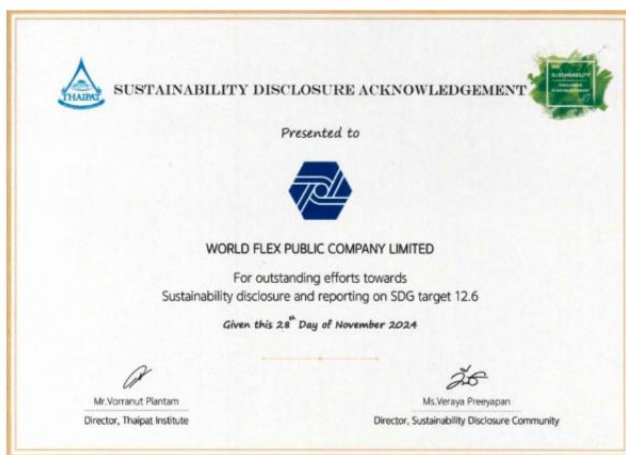 THAIPAT
SUSTAINABILITY DISCLOSURE ACKNOWLEDGEMENT
SUSTAINABILITY
Presented to
WORLD FLEX PUBLIC COMPANY LIMITED
For outstanding efforts towards
Sustainability disclosure and reporting on SDG target 12.6
Given this 28th Day of November 2024
Mr.Vorranut Plantam
Ms.Veraya Preeyapan
Director, Thaipat Institute
Director, Sustainability Disclosure Community